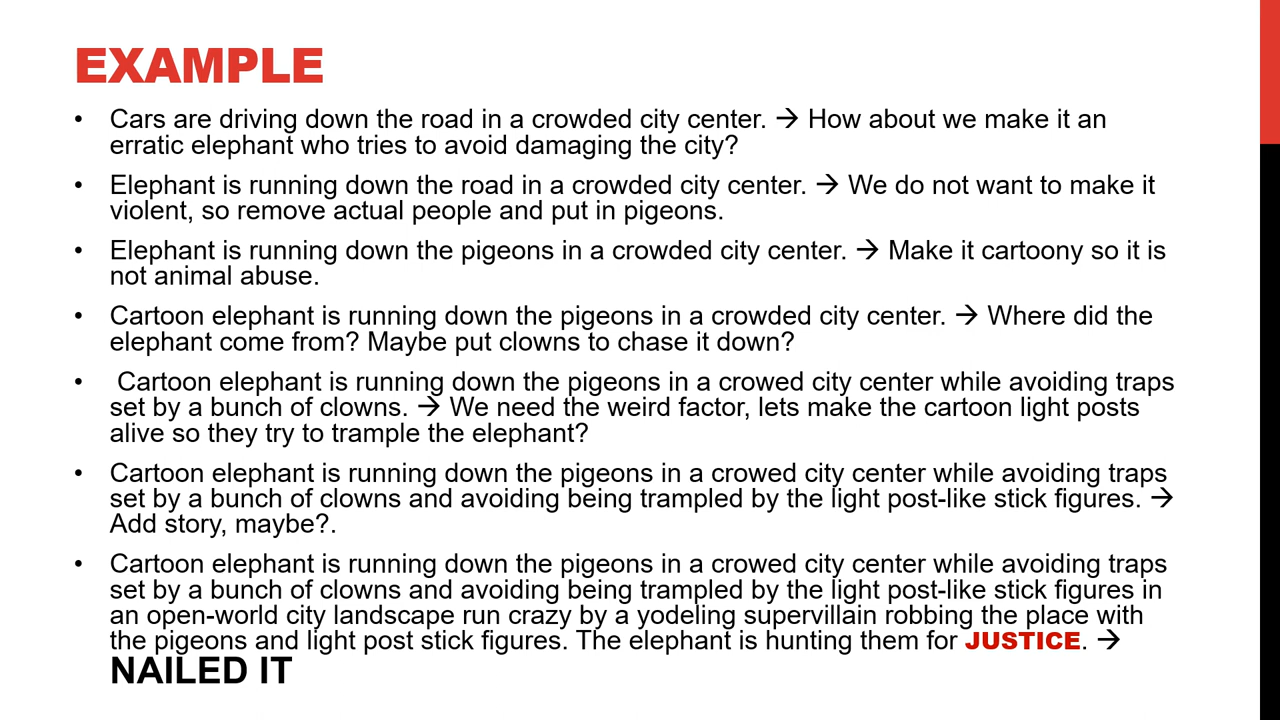 EXAMPLE
• Cars are driving down the road in a crowded city center. → How about we make it an
erratic elephant who tries to avoid damaging the city?
• Elephant is running down the road in a crowded city center. → We do not want to make it
violent, so remove actual people and put in pigeons.
• Elephant is running down the pigeons in a crowded city center. → Make it cartoony so it is
not animal abuse.
• Cartoon elephant is running down the pigeons in a crowded city center. → Where did the
elephant come from? Maybe put clowns to chase it down?
• Cartoon elephant is running down the pigeons in a crowed city center while avoiding traps
set by a bunch of clowns. → We need the weird factor, lets make the cartoon light posts
alive so they try to trample the elephant?
• Cartoon elephant is running down the pigeons in a crowed city center while avoiding traps
set by a bunch of clowns and avoiding being trampled by the light post-like stick figures. →
Add story, maybe?.
• Cartoon elephant is running down the pigeons in a crowed city center while avoiding traps
set by a bunch of clowns and avoiding being trampled by the light post-like stick figures in
an open-world city landscape run crazy by a yodeling supervillain robbing the place with
the pigeons and light post stick figures. The elephant is hunting them for JUSTICE. →
NAILED IT